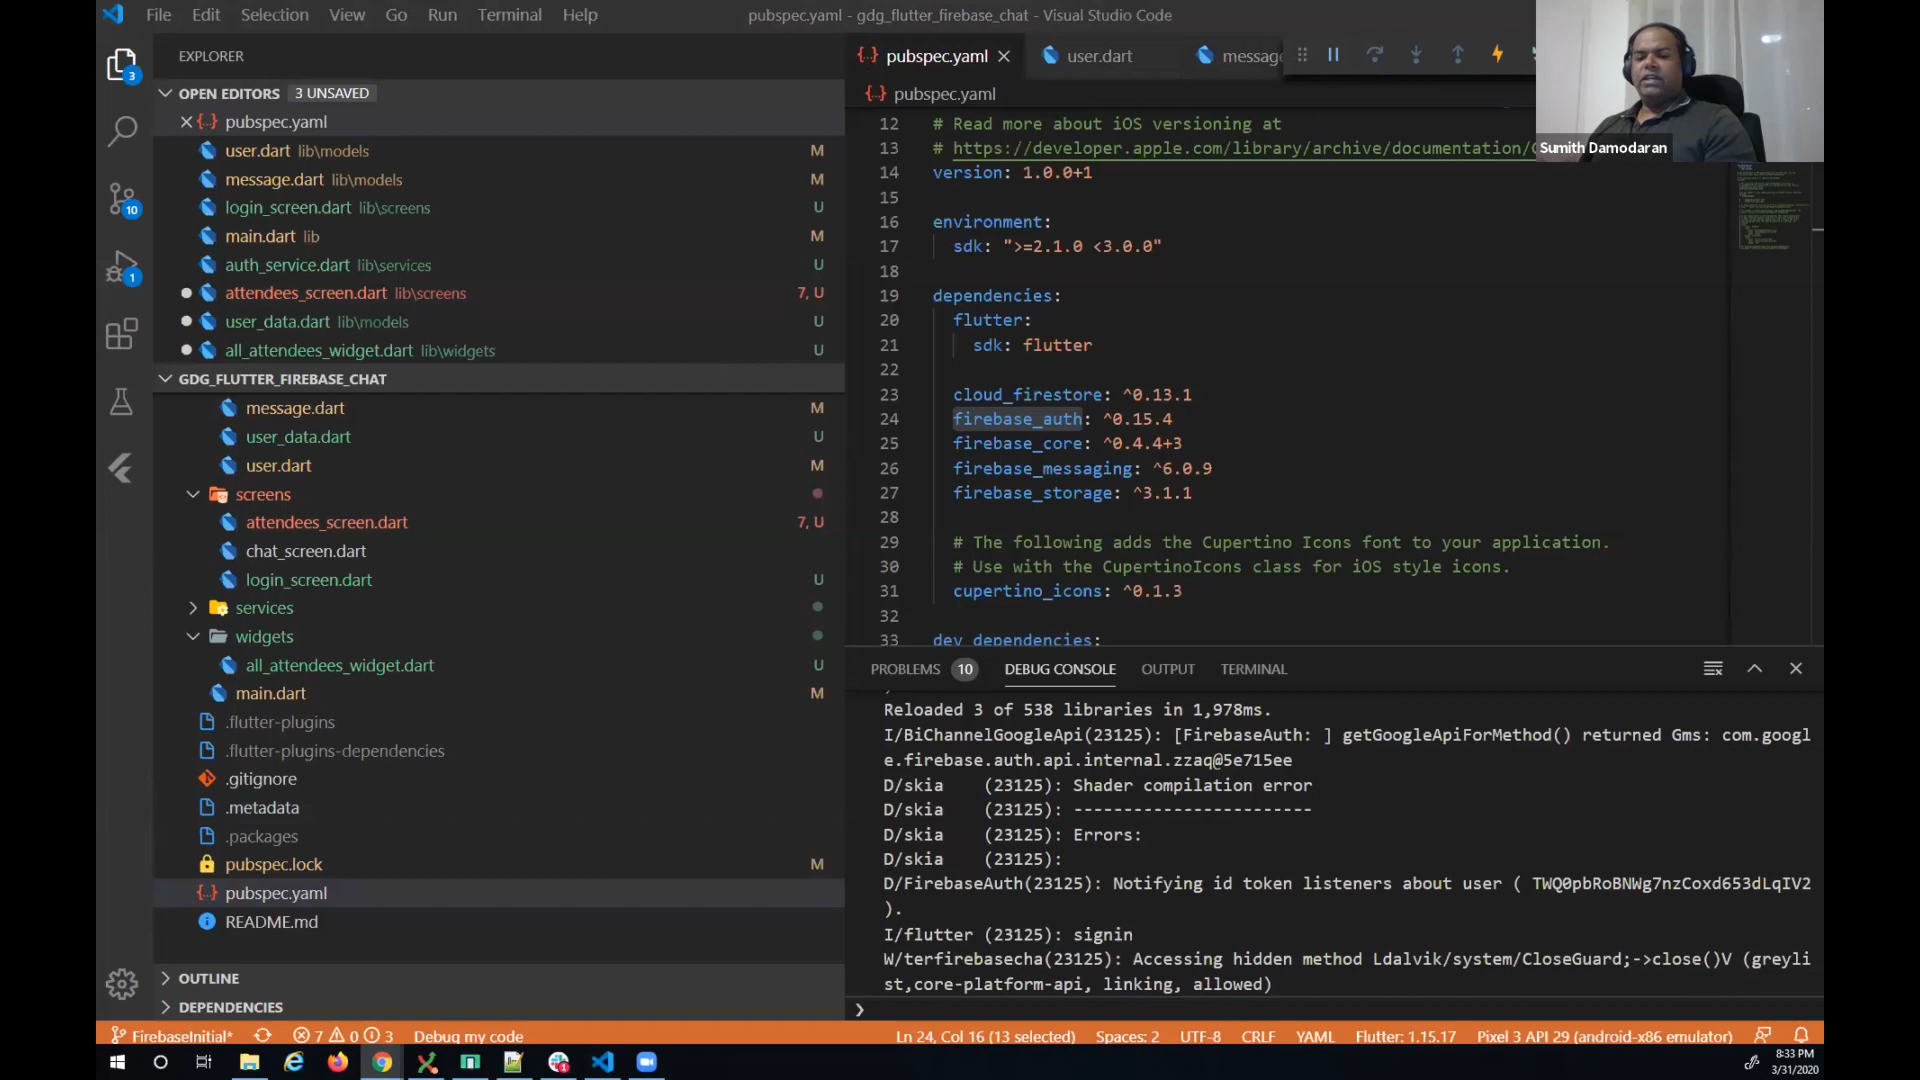 File Edit Selection View Go Run Terminal Help
pubspec.yaml - gdg_flutter_firebase_chat - Visual Studio Code
EXPLORER
OPEN EDITORS 3 UNSAVED
pubspec.yaml
user.dart lib\models M
message.dart lib\models M
login_screen.dart lib\screens U
main.dart lib M
auth_service.dart lib\services U
attendees_screen.dart lib\screens 7, U
user_data.dart lib\models U
all_attendees_widget.dart lib\widgets U
GDG_FLUTTER_FIREBASE_CHAT
message.dart M
user_data.dart U
user.dart M
screens
attendees_screen.dart 7, U
chat_screen.dart
login_screen.dart U
services
widgets
all_attendees_widget.dart U
main.dart M
.flutter-plugins
.flutter-plugins-dependencies
.gitignore
.metadata
.packages
pubspec.lock M
pubspec.yaml
README.md
OUTLINE
DEPENDENCIES
3
10
1
pubspec.yaml user.dart message
pubspec.yaml
12 # Read more about iOS versioning at
13 # https://developer.apple.com/library/archive/documentation/
14 version: 1.0.0+1
15
16 environment:
17 sdk: ">=2.1.0 <3.0.0"
18
19 dependencies:
20 flutter:
21 sdk: flutter
22
23 cloud_firestore: ^0.13.1
24 firebase_auth: ^0.15.4
25 firebase_core: ^0.4.4+3
26 firebase_messaging: ^6.0.9
27 firebase_storage: ^3.1.1
28
29 # The following adds the Cupertino Icons font to your application.
30 # Use with the CupertinoIcons class for iOS style icons.
31 cupertino_icons: ^0.1.3
32
33 dev_dependencies:
Sumith Damodaran
PROBLEMS 10 DEBUG CONSOLE OUTPUT TERMINAL
Reloaded 3 of 538 libraries in 1,978ms.
I/BiChannelGoogleApi(23125): [FirebaseAuth: ] getGoogleApiForMethod() returned Gms: com.googl
e.firebase.auth.api.internal.zzaq@5e715ee
D/skia (23125): Shader compilation error
D/skia (23125): ------------------------
D/skia (23125): Errors:
D/skia (23125):
D/FirebaseAuth(23125): Notifying id token listeners about user ( TWQ0pbRoBNWg7nzCoxd653dLqIV2
).
I/flutter (23125): signin
W/terfirebasecha(23125): Accessing hidden method Ldalvik/system/CloseGuard;->close()V (greyli
st,core-platform-api, linking, allowed)
FirebaseInitial* 7 0 3 Debug my code Ln 24, Col 16 (13 selected) Spaces: 2 UTF-8 CRLF YAML Flutter: 1.15.17 Pixel 3 API 29 (android-x86 emulator)
8:33 PM
3/31/2020